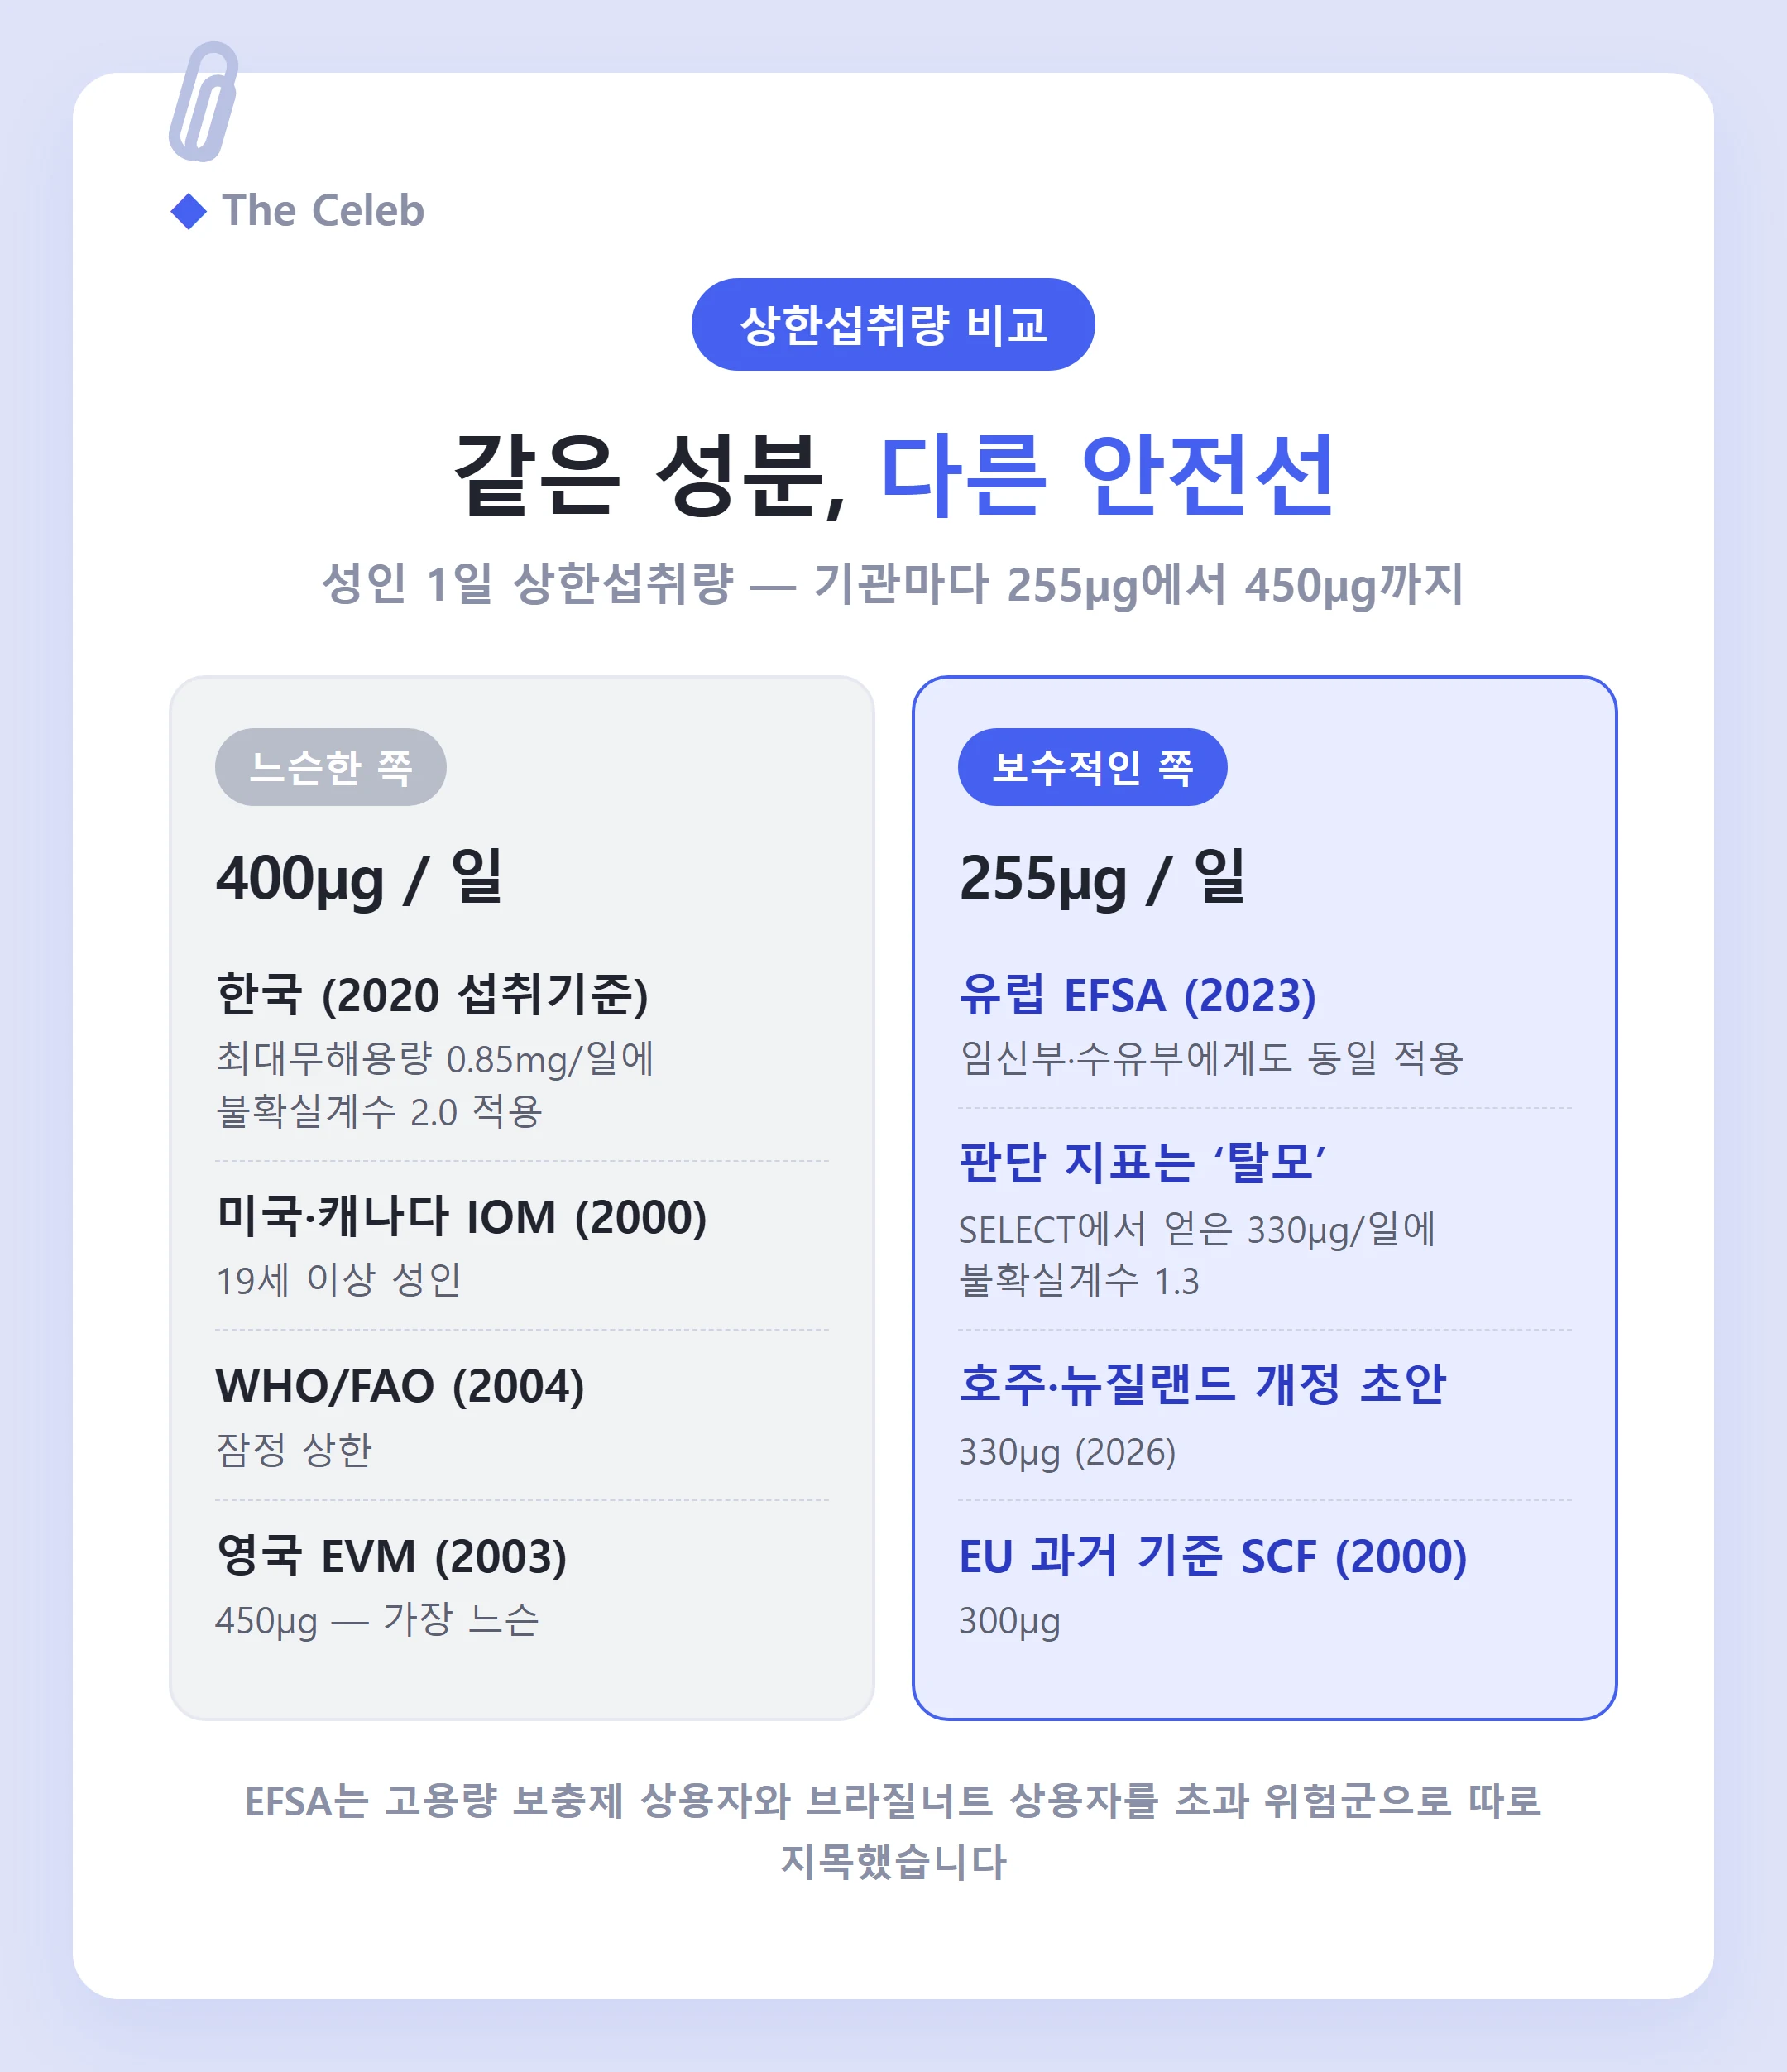 The Celeb
상한섭취량 비교
같은 성분, 다른 안전선
성인 1일 상한섭취량 — 기관마다 255µg에서 450µg까지
느슨한 쪽
400µg / 일
한국 (2020 섭취기준)
최대무해용량 0.85mg/일에
불확실계수 2.0 적용
미국·캐나다 IOM (2000)
19세 이상 성인
WHO/FAO (2004)
잠정 상한
영국 EVM (2003)
450µg — 가장 느슨
보수적인 쪽
255µg / 일
유럽 EFSA (2023)
임신부·수유부에게도 동일 적용
판단 지표는 ‘탈모’
SELECT에서 얻은 330µg/일에
불확실계수 1.3
호주·뉴질랜드 개정 초안
330µg (2026)
EU 과거 기준 SCF (2000)
300µg
EFSA는 고용량 보충제 상용자와 브라질너트 상용자를 초과 위험군으로 따로
지목했습니다